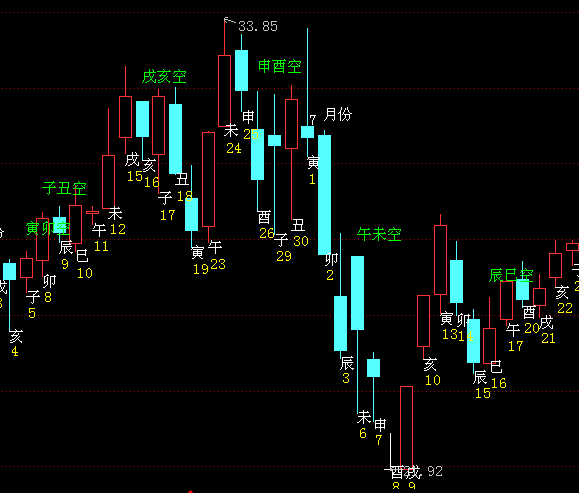 33.85
戌亥空
申酉空
7
月份
申
25
未
24
戌
15
亥
16
丑
18
寅
1
子丑空
子
17
未
12
酉
26
丑
30
寅卯空
午
11
子
29
午未空
辰
9
巳
10
寅
19
午
23
卯
2
辰巳空
子
5
卯
8
亥
22
亥
4
寅
13
卯
14
午
17
酉
20
戌
21
辰
3
亥
10
辰
15
巳
16
未
6
申
7
酉
8
戌
9
.92